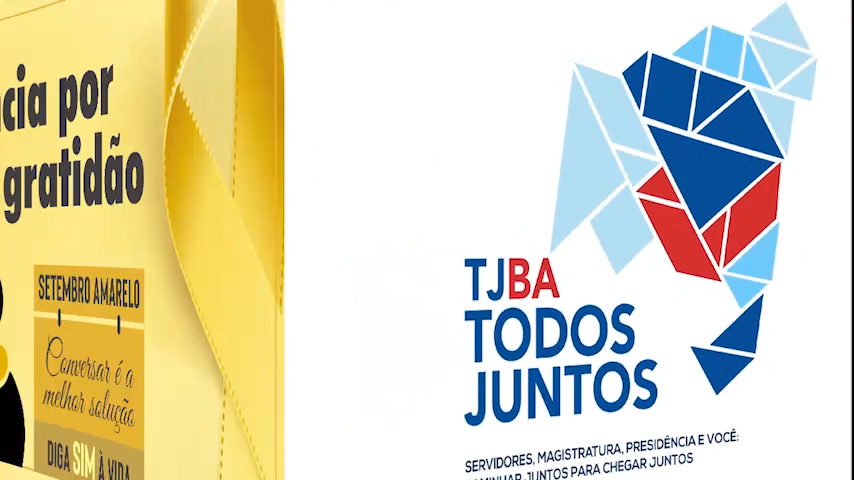 por
gratidão
SETEMBRO AMARELO
Conversar é a
melhor solução
DIGA SIM À VIDA
TJBA
TODOS
JUNTOS
SERVIDORES, MAGISTRATURA, PRESIDÊNCIA E VOCÊ:
JUNTOS PARA CHEGAR JUNTOS